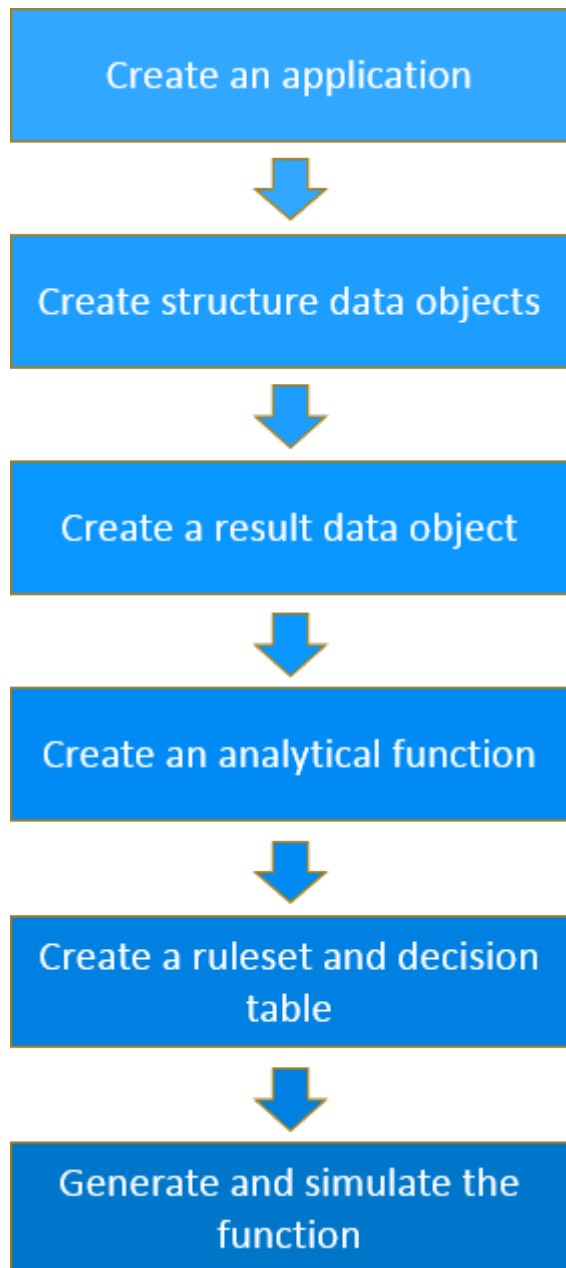 Create an application
Create structure data objects
Create a result data object
Create an analytical function
Create a ruleset and decision
table
Generate and simulate the
function